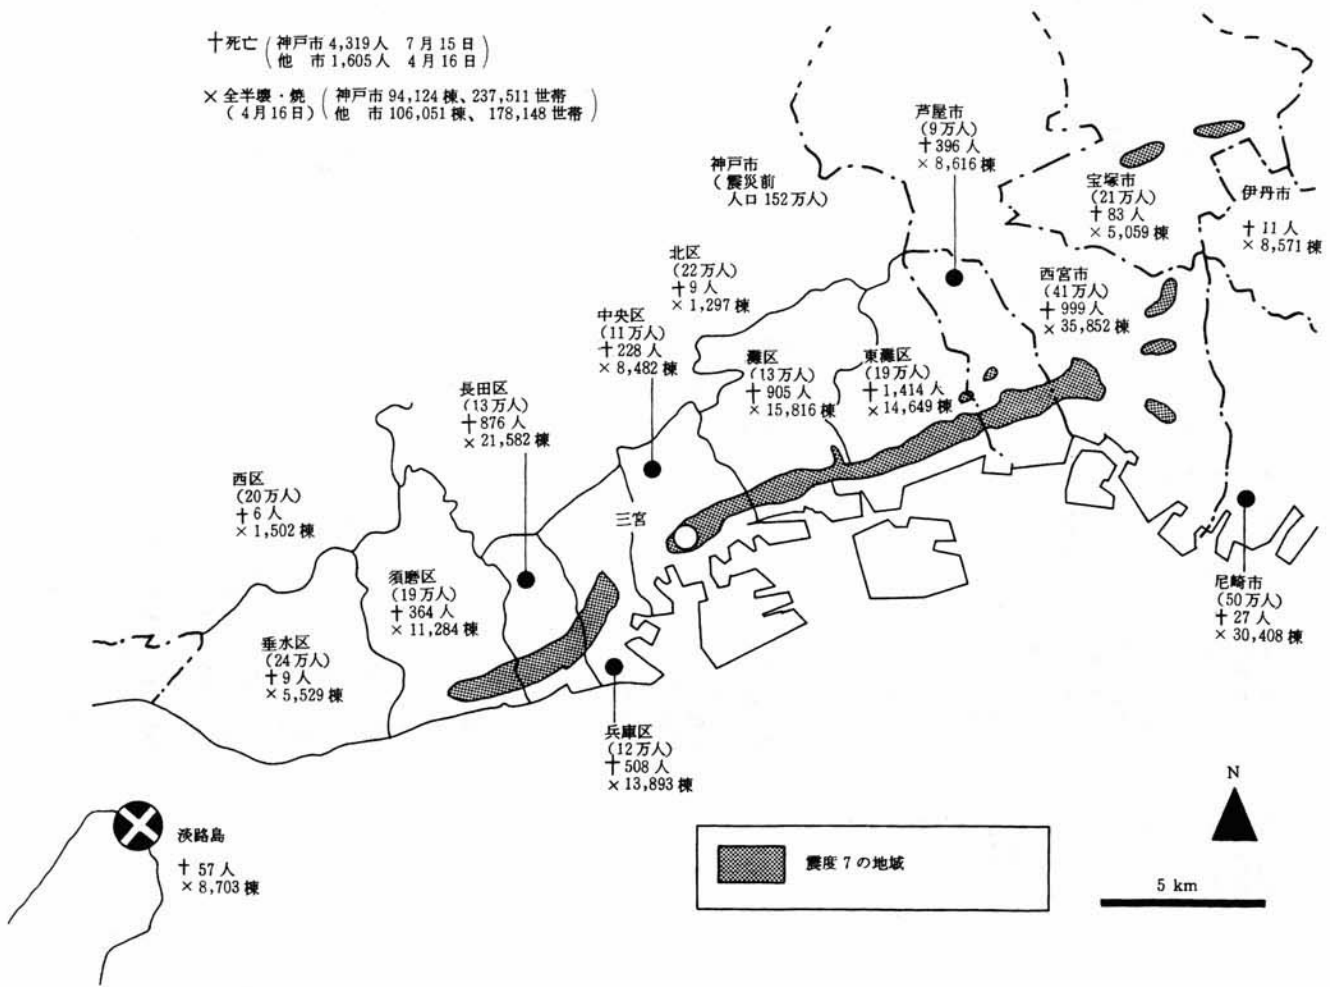 †死亡(神戸市 4,319人 7月15日
他 市 1,605人 4月16日)
×全半壊・焼(神戸市 94,124棟、237,511世帯
(4月16日) 他 市 106,051棟、178,148世帯)
芦屋市
(9万人)
†396人
×8,616棟
神戸市
(震災前
人口152万人)
宝塚市
(21万人)
†83人
×5,059棟
伊丹市
†11人
×8,571棟
北区
(22万人)
†9人
×1,297棟
西宮市
(41万人)
†999人
×35,852棟
中央区
(11万人)
†228人
×8,482棟
灘区
(13万人)
†905人
×15,816棟
東灘区
(19万人)
†1,414人
×14,649棟
長田区
(13万人)
†876人
×21,582棟
西区
(20万人)
†6人
×1,502棟
三宮
須磨区
(19万人)
†364人
×11,284棟
尼崎市
(50万人)
†27人
×30,408棟
垂水区
(24万人)
†9人
×5,529棟
兵庫区
(12万人)
†508人
×13,893棟
淡路島
†57人
×8,703棟
震度7の地域
N
5 km